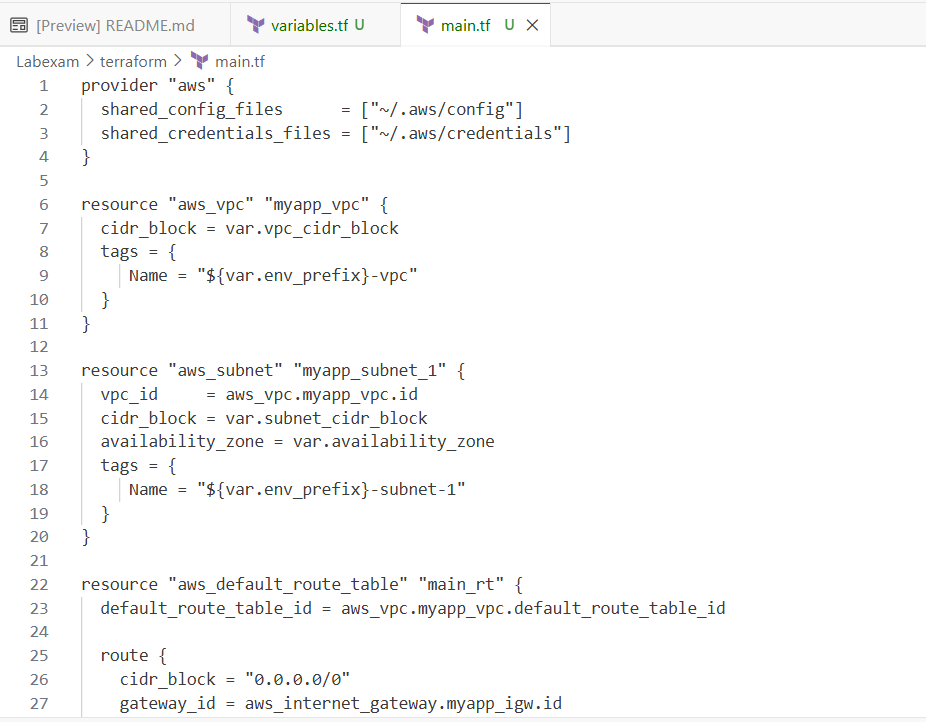 [Preview] README.md
variables.tf U
main.tf U
Labexam > terraform > main.tf
1 provider "aws" {
2 shared_config_files      = ["~/.aws/config"]
3 shared_credentials_files = ["~/.aws/credentials"]
4 }
5
6 resource "aws_vpc" "myapp_vpc" {
7 cidr_block = var.vpc_cidr_block
8 tags = {
9 Name = "${var.env_prefix}-vpc"
10 }
11 }
12
13 resource "aws_subnet" "myapp_subnet_1" {
14 vpc_id     = aws_vpc.myapp_vpc.id
15 cidr_block = var.subnet_cidr_block
16 availability_zone = var.availability_zone
17 tags = {
18 Name = "${var.env_prefix}-subnet-1"
19 }
20 }
21
22 resource "aws_default_route_table" "main_rt" {
23 default_route_table_id = aws_vpc.myapp_vpc.default_route_table_id
24
25 route {
26 cidr_block = "0.0.0.0/0"
27 gateway_id = aws_internet_gateway.myapp_igw.id